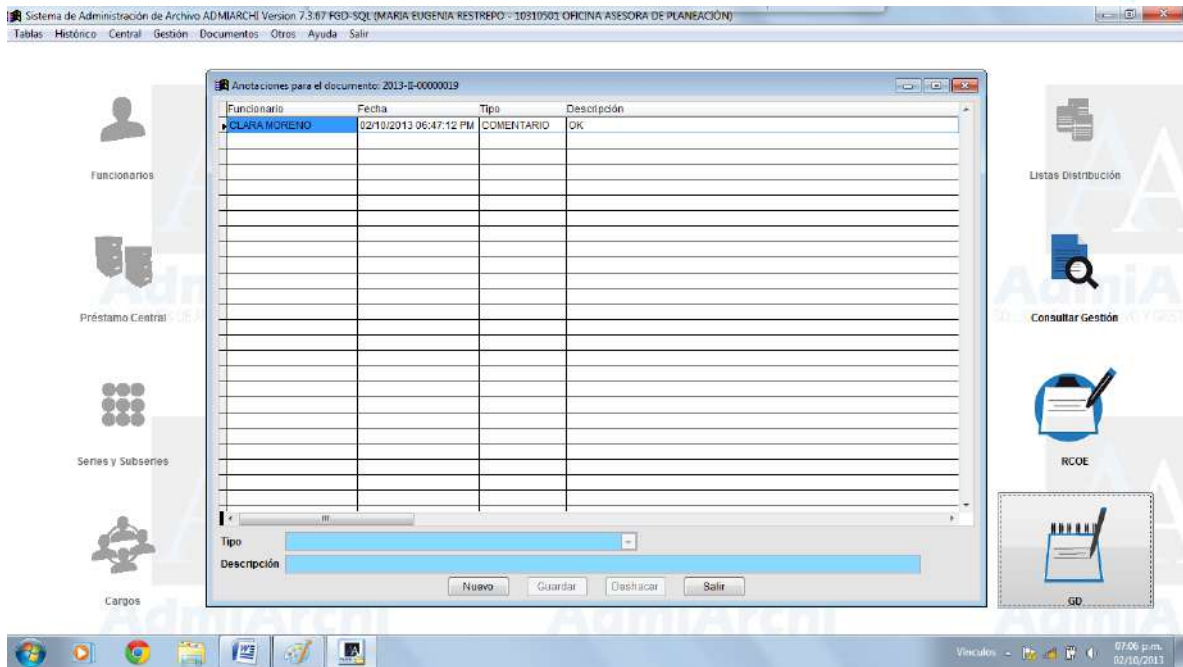 Sistema de Administración de Archivo ADMIARCHI Version 7.3.67 FGD-SQL (MARIA EUGENIA RESTREPO - 10310501 OFICINA ASESORA DE PLANEACIÓN)
Tablas Histórico Central Gestión Documentos Otros Ayuda Salir
Anotaciones para el documento: 2013-II-00000019
Funcionario Fecha Tipo Descripción
CLARA MORENO 02/10/2013 06:47:12 PM COMENTARIO OK
Funcionarios
Listas Distribución
Préstamo Central
Consultar Gestión
Series y Subseries
RCOE
Tipo
Descripción
Nuevo Guardar Deshacer Salir
Cargos
GD
AdmiArchi AdmiArchi AdmiArchi
Vínculos
07:06 p.m.
02/10/2013